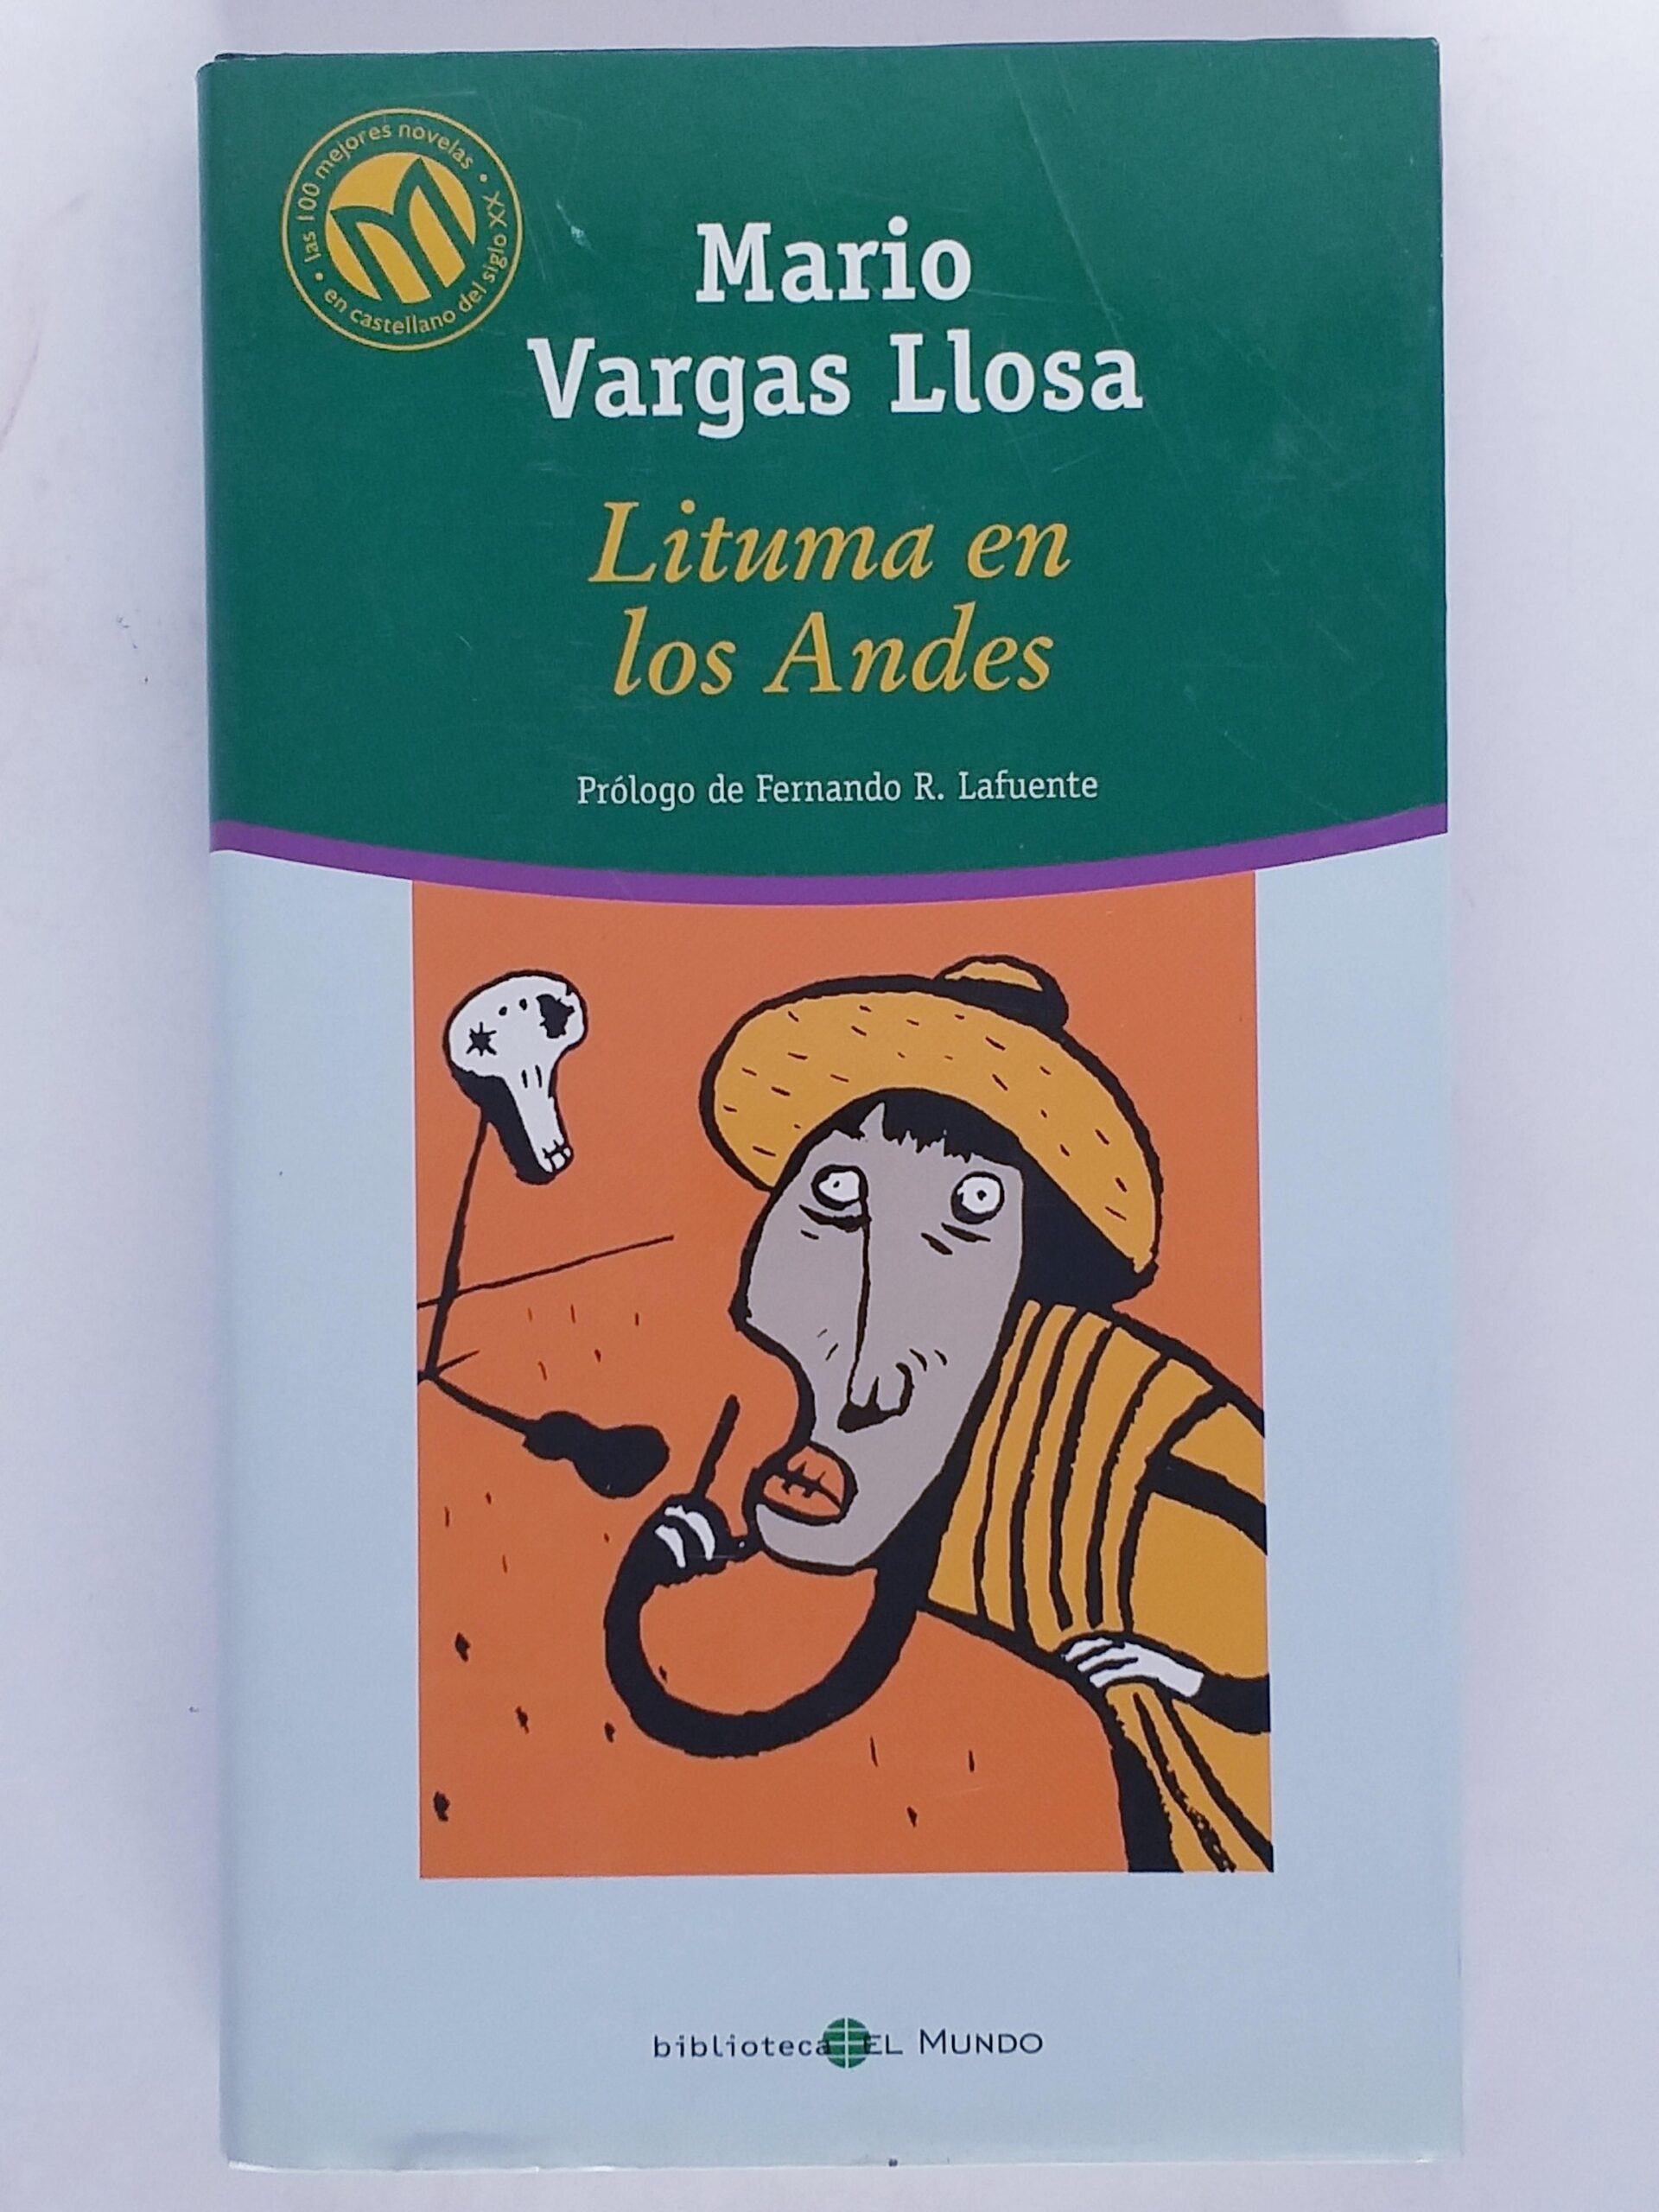 • las 100 mejores novelas •
en castellano del siglo XX
Mario
Vargas Llosa
Lituma en
los Andes
Prólogo de Fernando R. Lafuente
biblioteca EL MUNDO